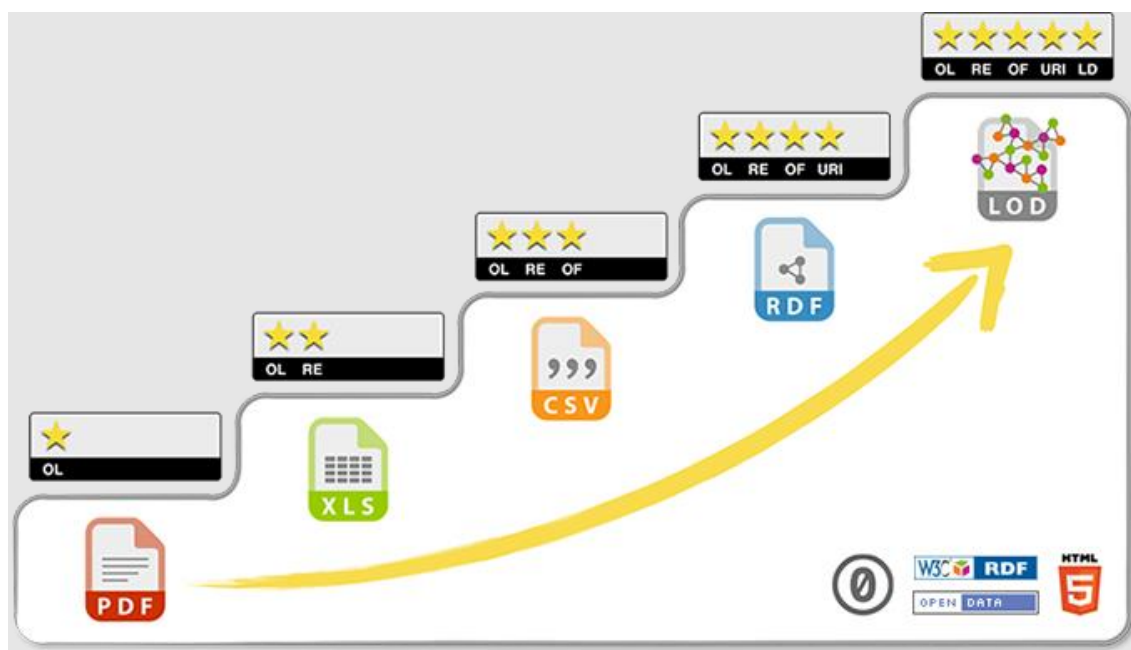 OL RE OF URI LD
LOD
OL RE OF URI
RDF
OL RE OF
CSV
OL RE
XLS
OL
PDF
0
W3C RDF
OPEN DATA
HTML
5